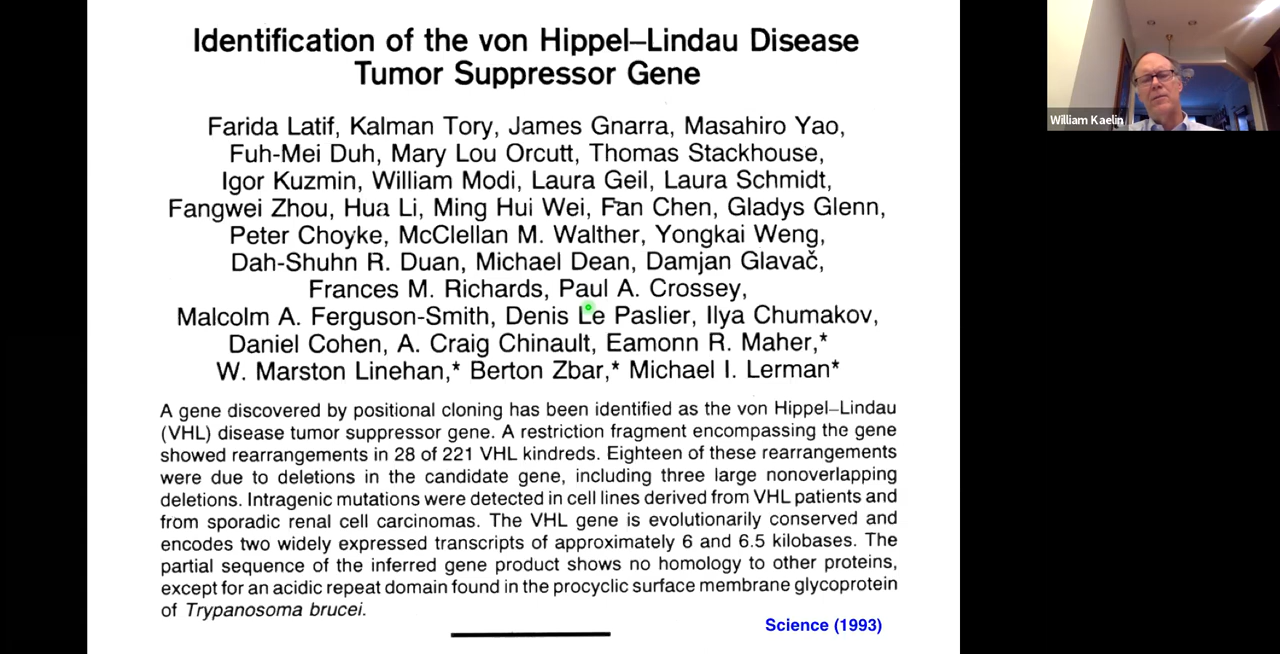 Identification of the von Hippel–Lindau Disease
Tumor Suppressor Gene
Farida Latif, Kalman Tory, James Gnarra, Masahiro Yao,
Fuh-Mei Duh, Mary Lou Orcutt, Thomas Stackhouse,
Igor Kuzmin, William Modi, Laura Geil, Laura Schmidt,
Fangwei Zhou, Hua Li, Ming Hui Wei, Fan Chen, Gladys Glenn,
Peter Choyke, McClellan M. Walther, Yongkai Weng,
Dah-Shuhn R. Duan, Michael Dean, Damjan Glavač,
Frances M. Richards, Paul A. Crossey,
Malcolm A. Ferguson-Smith, Denis Le Paslier, Ilya Chumakov,
Daniel Cohen, A. Craig Chinault, Eamonn R. Maher,*
W. Marston Linehan,* Berton Zbar,* Michael I. Lerman*
A gene discovered by positional cloning has been identified as the von Hippel–Lindau
(VHL) disease tumor suppressor gene. A restriction fragment encompassing the gene
showed rearrangements in 28 of 221 VHL kindreds. Eighteen of these rearrangements
were due to deletions in the candidate gene, including three large nonoverlapping
deletions. Intragenic mutations were detected in cell lines derived from VHL patients and
from sporadic renal cell carcinomas. The VHL gene is evolutionarily conserved and
encodes two widely expressed transcripts of approximately 6 and 6.5 kilobases. The
partial sequence of the inferred gene product shows no homology to other proteins,
except for an acidic repeat domain found in the procyclic surface membrane glycoprotein
of Trypanosoma brucei.
Science (1993)
William Kaelin